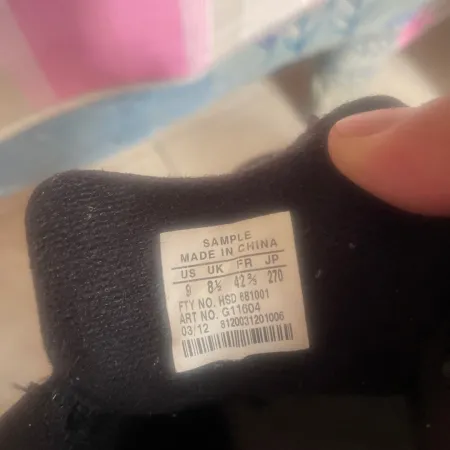 SAMPLE
MADE IN CHINA
US UK FR JP
9 8½ 42⅔ 270
FTY NO. HSD 681001
ART NO. G11604
03/12 8120031201006